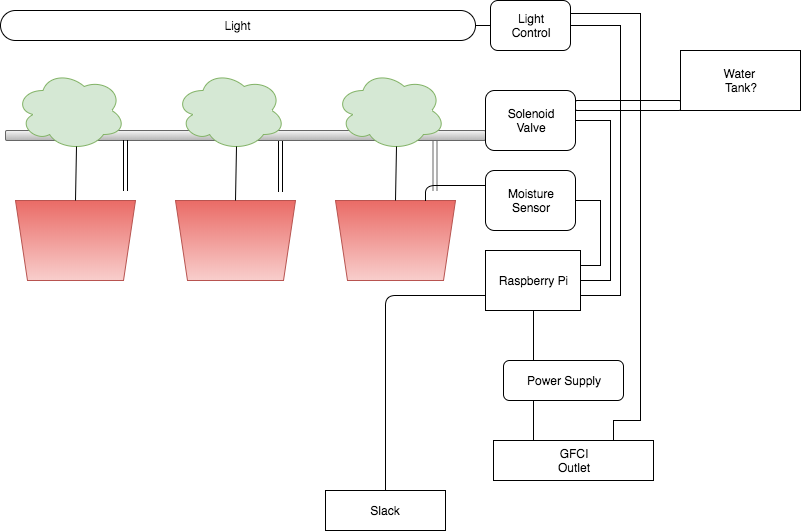 Light
Light
Control
Water
Tank?
Solenoid
Valve
Moisture
Sensor
Raspberry Pi
Power Supply
GFCI
Outlet
Slack